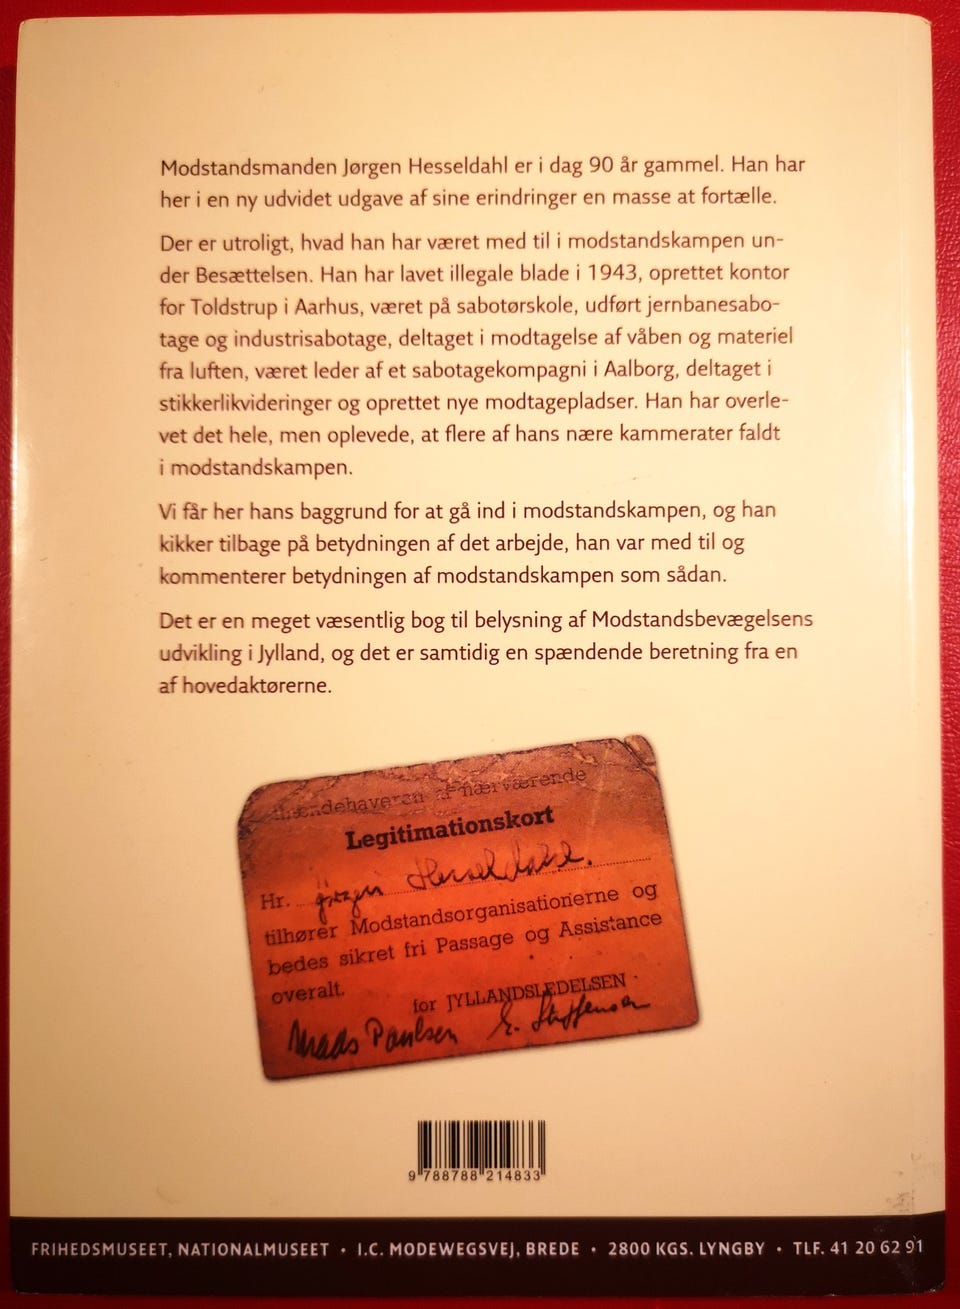 Modstandsmanden Jørgen Hesseldahl er i dag 90 år gammel. Han har
her i en ny udvidet udgave af sine erindringer en masse at fortælle.
Der er utroligt, hvad han har været med til i modstandskampen un-
der Besættelsen. Han har lavet illegale blade i 1943, oprettet kontor
for Toldstrup i Aarhus, været på sabotørskole, udført jernbanesabo-
tage og industrisabotage, deltaget i modtagelse af våben og materiel
fra luften, været leder af et sabotagekompagni i Aalborg, deltaget i
stikkerlikvideringer og oprettet nye modtagepladser. Han har overle-
vet det hele, men oplevede, at flere af hans nære kammerater faldt
i modstandskampen.
Vi får her hans baggrund for at gå ind i modstandskampen, og han
kikker tilbage på betydningen af det arbejde, han var med til og
kommenterer betydningen af modstandskampen som sådan.
Det er en meget væsentlig bog til belysning af Modstandsbevægelsens
udvikling i Jylland, og det er samtidig en spændende beretning fra en
af hovedaktørerne.
Ihændehaveren af nærværende
Legitimationskort
Hr. Jørgen Hesseldahl.
tilhører Modstandsorganisationerne og
bedes sikret fri Passage og Assistance
overalt.
for JYLLANDSLEDELSEN
Mads Paulsen E. Steffensen
9 788788 214833
FRIHEDSMUSEET, NATIONALMUSEET • I.C. MODEWEGSVEJ, BREDE • 2800 KGS. LYNGBY • TLF. 41 20 62 91